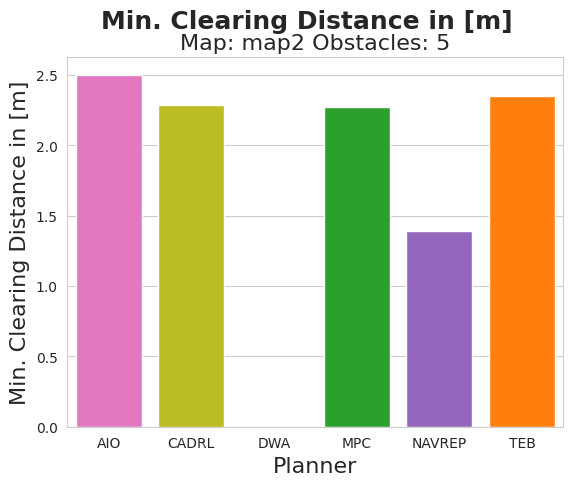 Min. Clearing Distance in [m]
Map: map2 Obstacles: 5
Min. Clearing Distance in [m]
2.5
2.0
1.5
1.0
0.5
0.0
AIO CADRL DWA MPC NAVREP TEB
Planner